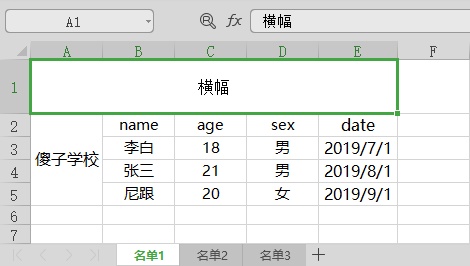 A1 fx 横幅
A B C D E F
1 横幅
2 name age sex date
傻子学校
3 李白 18 男 2019/7/1
4 张三 21 男 2019/8/1
5 尼跟 20 女 2019/9/1
6
7
名单1 名单2 名单3